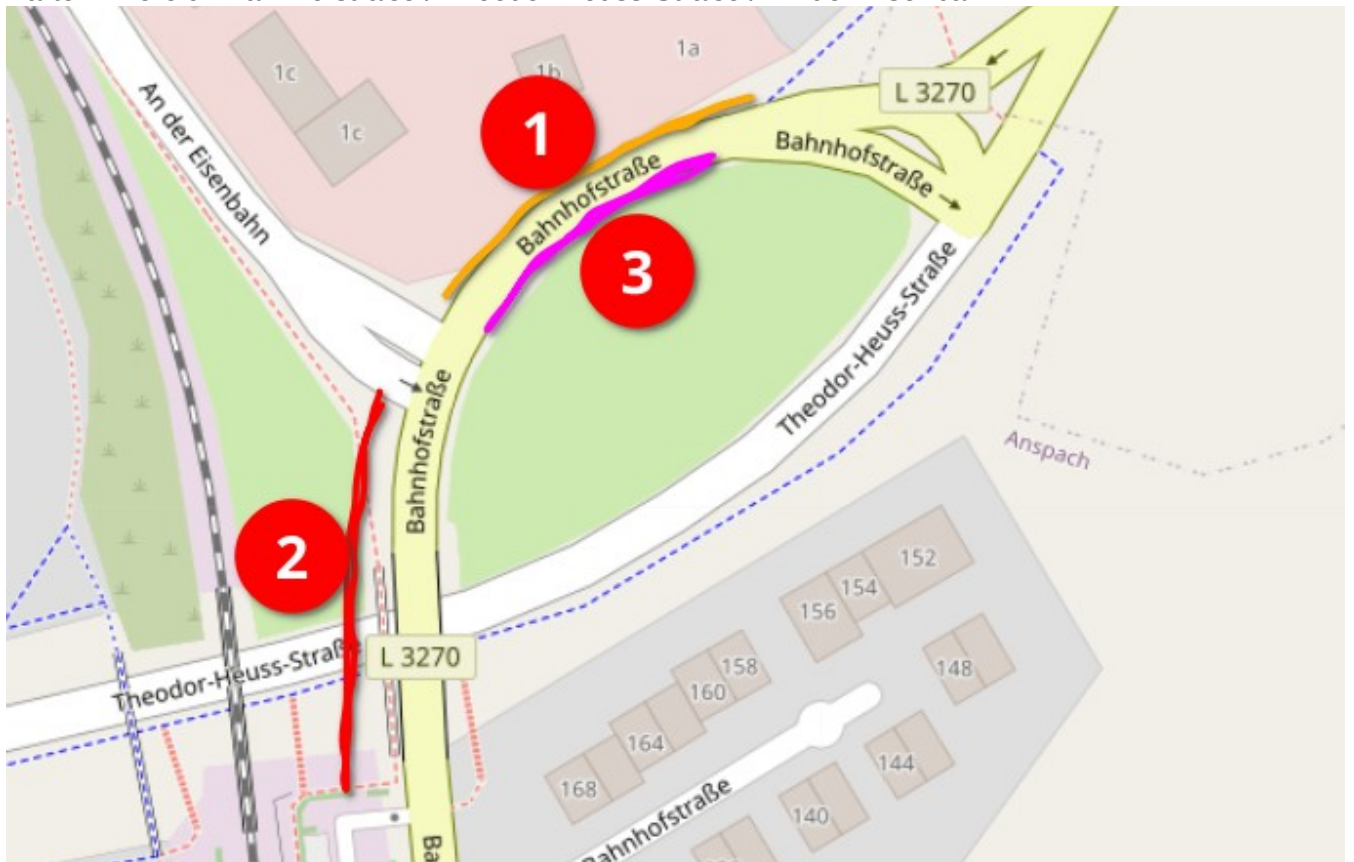 1a
1c
1b
1c
1
L 3270
An der Eisenbahn
Bahnhofstraße
Bahnhofstraße
3
Theodor-Heuss-Straße
Bahnhofstraße
Anspach
2
152
154
156
L 3270
Theodor-Heuss-Straße
158
148
160
164
144
168
140
Bahnhofstraße
Ba